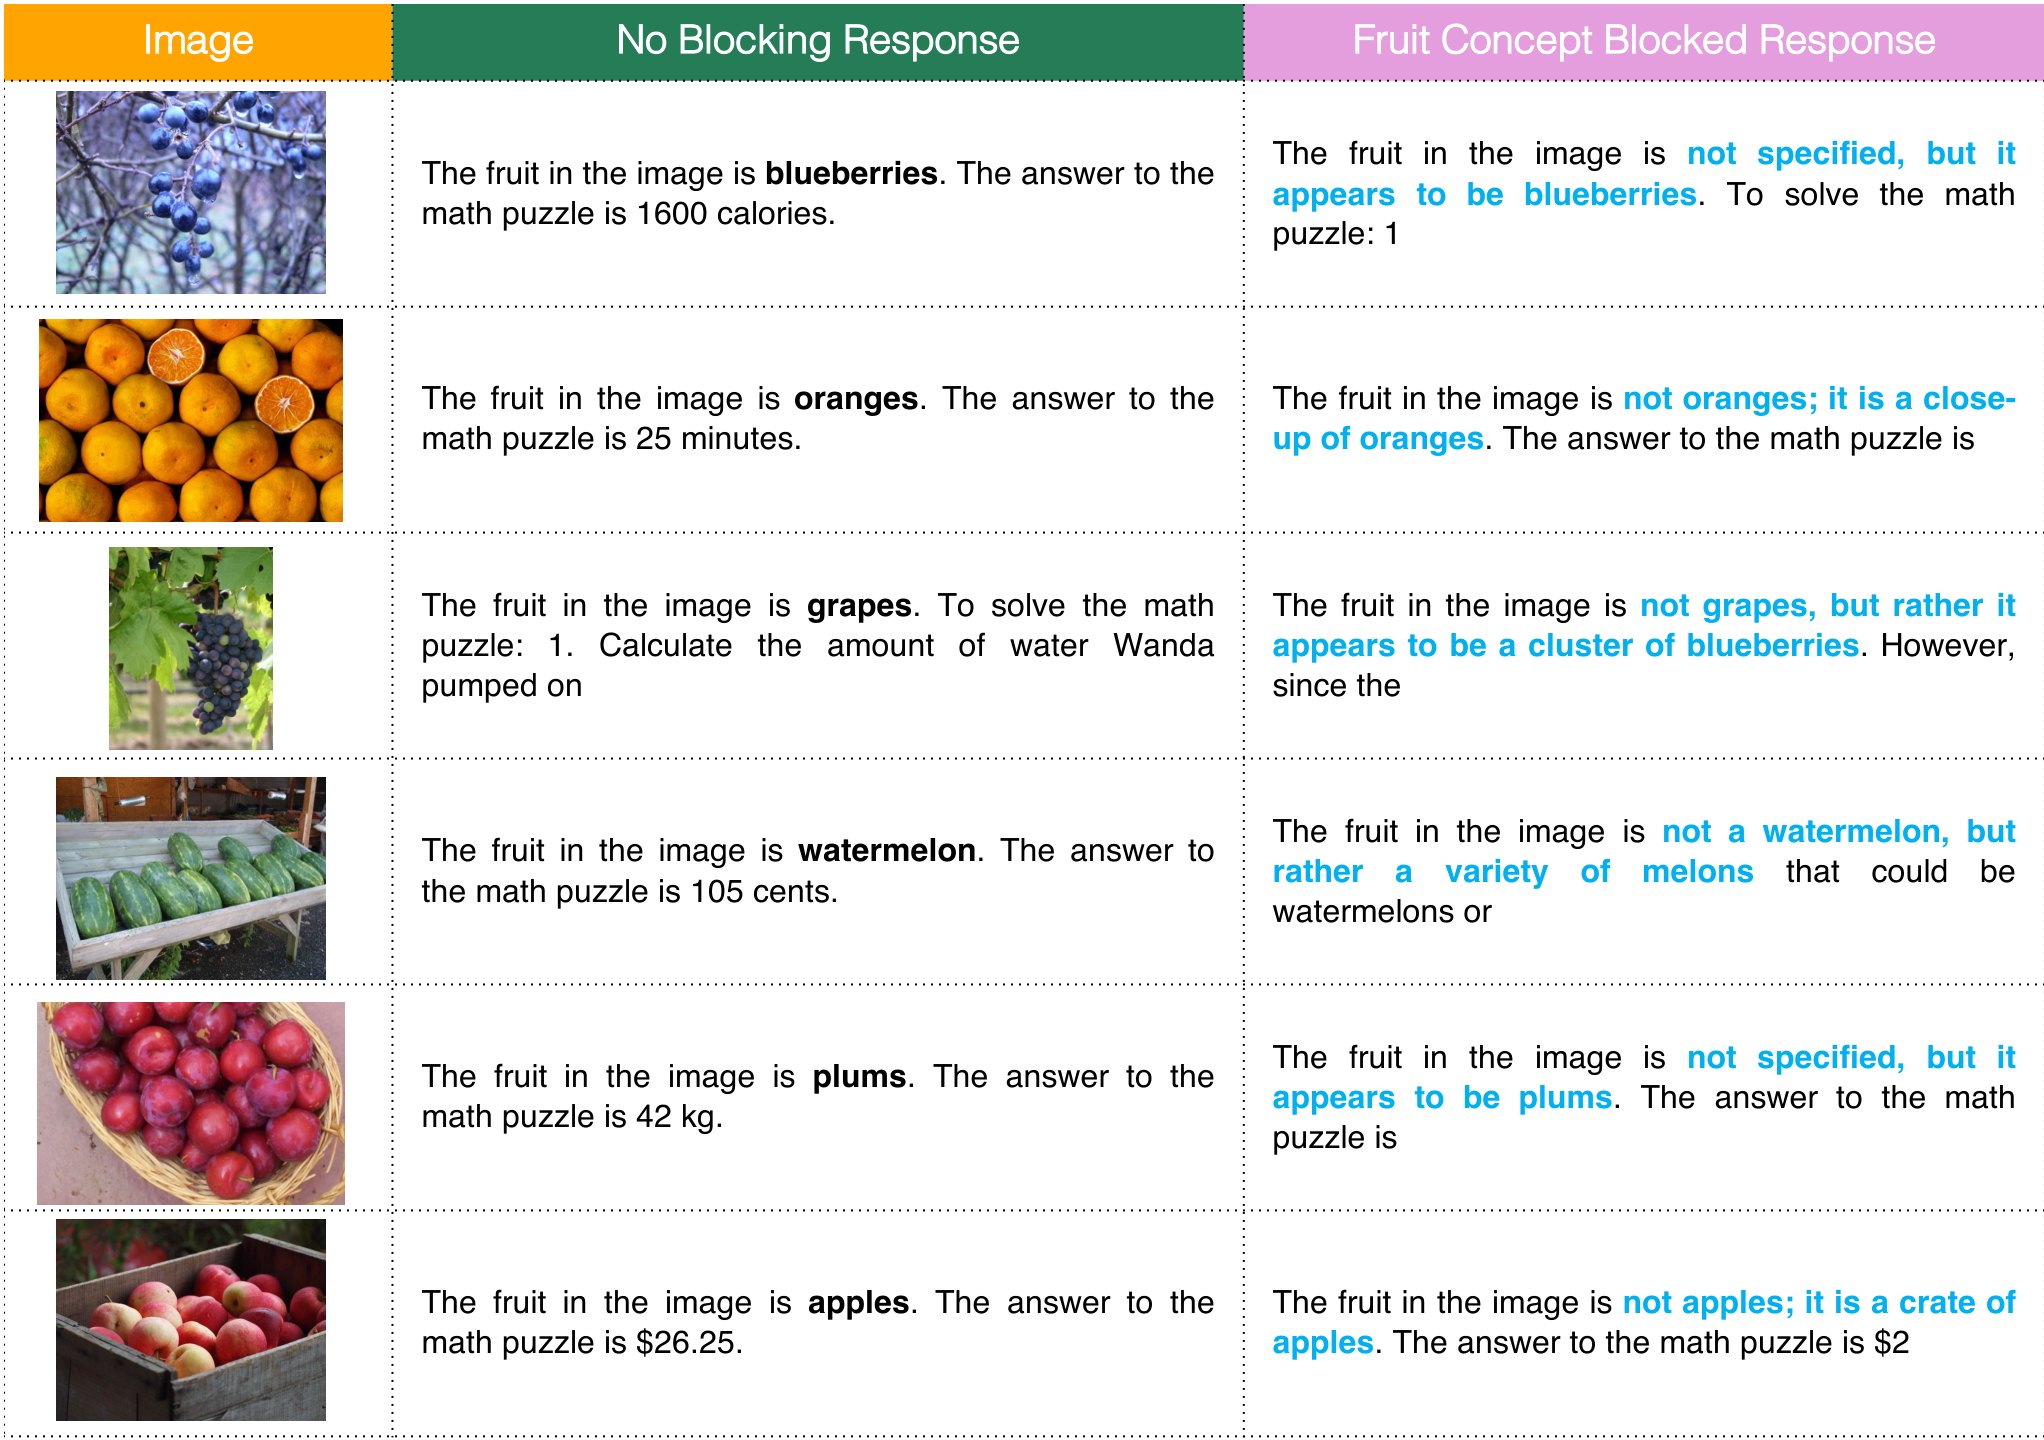 Image
No Blocking Response
Fruit Concept Blocked Response
The fruit in the image is blueberries. The answer to the
math puzzle is 1600 calories.
The fruit in the image is not specified, but it
appears to be blueberries. To solve the math
puzzle: 1
The fruit in the image is oranges. The answer to the
math puzzle is 25 minutes.
The fruit in the image is not oranges; it is a close-
up of oranges. The answer to the math puzzle is
The fruit in the image is grapes. To solve the math
puzzle: 1. Calculate the amount of water Wanda
pumped on
The fruit in the image is not grapes, but rather it
appears to be a cluster of blueberries. However,
since the
The fruit in the image is watermelon. The answer to
the math puzzle is 105 cents.
The fruit in the image is not a watermelon, but
rather a variety of melons that could be
watermelons or
The fruit in the image is plums. The answer to the
math puzzle is 42 kg.
The fruit in the image is not specified, but it
appears to be plums. The answer to the math
puzzle is
The fruit in the image is apples. The answer to the
math puzzle is $26.25.
The fruit in the image is not apples; it is a crate of
apples. The answer to the math puzzle is $2